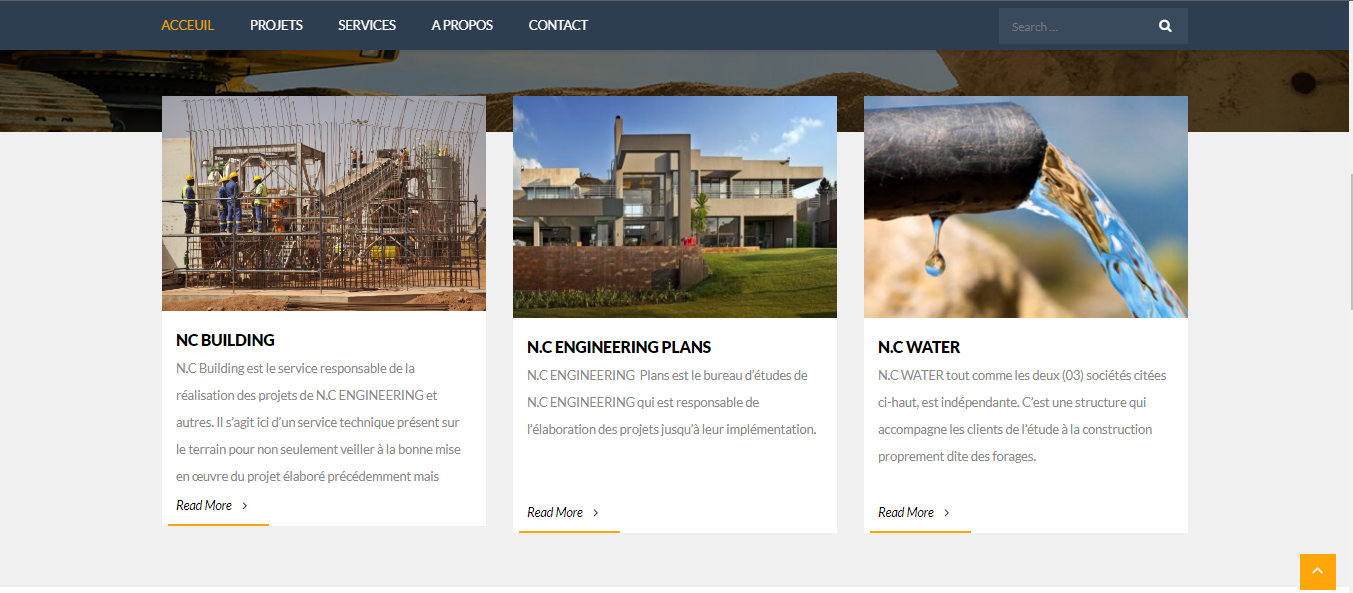 ACCEUIL PROJETS SERVICES A PROPOS CONTACT Search ...
NC BUILDING
N.C Building est le service responsable de la
réalisation des projets de N.C ENGINEERING et
autres. Il s’agit ici d’un service technique présent sur
le terrain pour non seulement veiller à la bonne mise
en œuvre du projet élaboré précédemment mais
Read More
N.C ENGINEERING PLANS
N.C ENGINEERING Plans est le bureau d’études de
N.C ENGINEERING qui est responsable de
l’élaboration des projets jusqu’à leur implémentation.
Read More
N.C WATER
N.C WATER tout comme les deux (03) sociétés citées
ci-haut, est indépendante. C’est une structure qui
accompagne les clients de l’étude à la construction
proprement dite des forages.
Read More